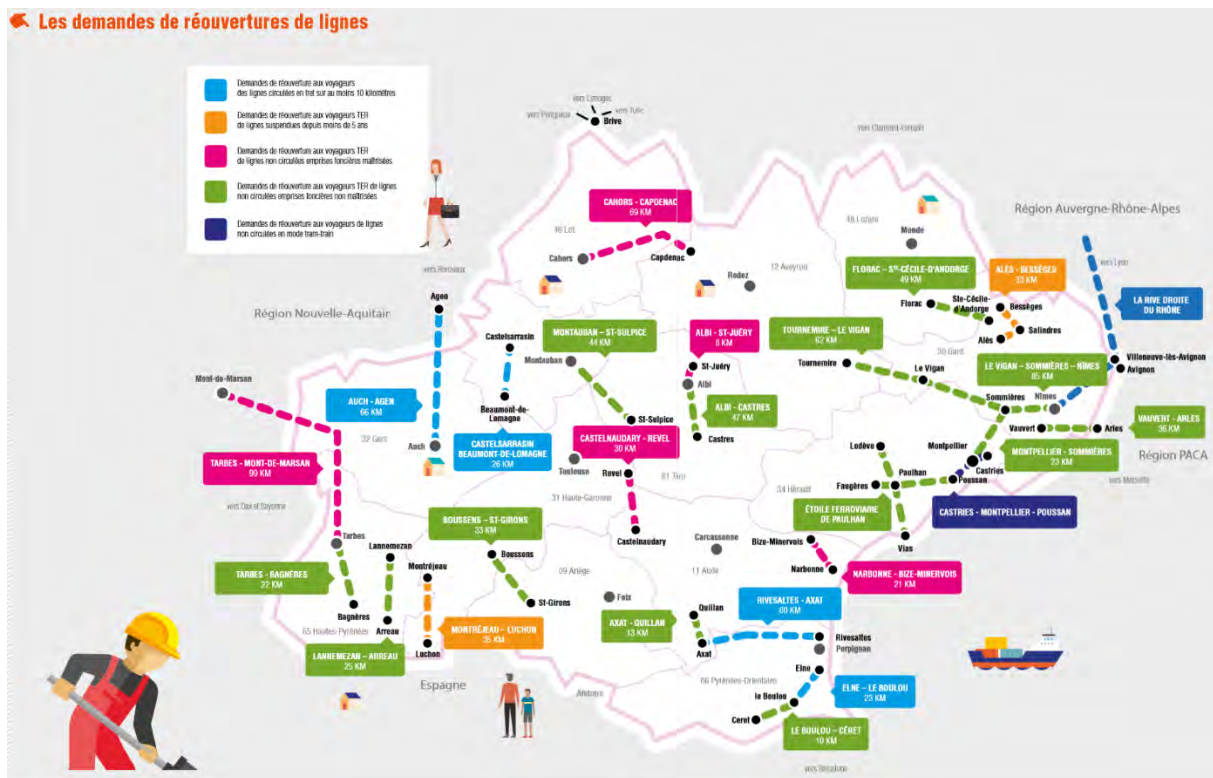 Les demandes de réouvertures de lignes
Demandes de réouverture aux voyageurs
des lignes circulées en fret sur au moins 10 kilomètres
Demandes de réouverture aux voyageurs TER
de lignes suspendues depuis moins de 5 ans
Demandes de réouverture aux voyageurs TER
de lignes non circulées emprises foncières maîtrisées
Demandes de réouverture aux voyageurs TER de lignes
non circulées emprises foncières non maîtrisées
Demandes de réouverture aux voyageurs de lignes
non circulées en mode tram-train
vers Limoges
vers Périgueux
vers Tulle
Brive
vers Clermont-Ferrand
CAHORS - CAPDENAC
69 KM
46 Lot
Cahors
Capdenac
Rodez
12 Aveyron
48 Lozère
Mende
Région Auvergne-Rhône-Alpes
vers Lyon
FLORAC – STE-CÉCILE-D'ANDORGE
49 KM
Florac
Ste-Cécile-
d'Andorge
ALÈS - BESSÈGES
33 KM
Bessèges
Salindres
Alès
LA RIVE DROITE
DU RHÔNE
vers Bordeaux
Agen
Région Nouvelle-Aquitair
Castelsarrasin
MONTAUBAN – ST-SULPICE
44 KM
Montauban
ALBI - ST-JUÉRY
8 KM
St-Juéry
Albi
TOURNEMIRE – LE VIGAN
62 KM
Tournemire
30 Gard
Le Vigan
LE VIGAN – SOMMIÈRES – NÎMES
85 KM
Villeneuve-lès-Avignon
Avignon
Sommières
Nîmes
Mont-de-Marsan
AUCH - AGEN
66 KM
Beaumont-de-
Lomagne
St-Sulpice
ALBI - CASTRES
47 KM
Castres
Vauvert
Arles
VAUVERT - ARLES
36 KM
32 Gers
Auch
CASTELSARRASIN
BEAUMONT-DE-LOMAGNE
26 KM
CASTELNAUDARY - REVEL
30 KM
Toulouse
Revel
81 Tarn
Lodève
Montpellier
Castries
MONTPELLIER - SOMMIÈRES
23 KM
Région PACA
TARBES - MONT-DE-MARSAN
99 KM
Paulhan
Faugères
Poussan
vers Marseille
34 Hérault
31 Haute-Garonne
vers Dax et Bayonne
ÉTOILE FERROVIAIRE
DE PAULHAN
CASTRIES - MONTPELLIER - POUSSAN
BOUSSENS – ST-GIRONS
33 KM
Castelnaudary
Carcassonne
Bize-Minervois
Vias
Tarbes
Lannemezan
Boussens
Montréjeau
09 Ariège
11 Aude
Narbonne
NARBONNE - BIZE-MINERVOIS
21 KM
TARBES - BAGNÈRES
22 KM
Bagnères
St-Girons
Foix
Quillan
RIVESALTES - AXAT
60 KM
65 Hautes-Pyrénées
Arreau
MONTRÉJEAU – LUCHON
35 KM
AXAT - QUILLAN
13 KM
Axat
Rivesaltes
Perpignan
LANNEMEZAN – ARREAU
25 KM
Luchon
Elne
Espagne
Andorre
66 Pyrénées-Orientales
le Boulou
ELNE – LE BOULOU
23 KM
Ceret
LE BOULOU – CÉRET
10 KM
vers Barcelone